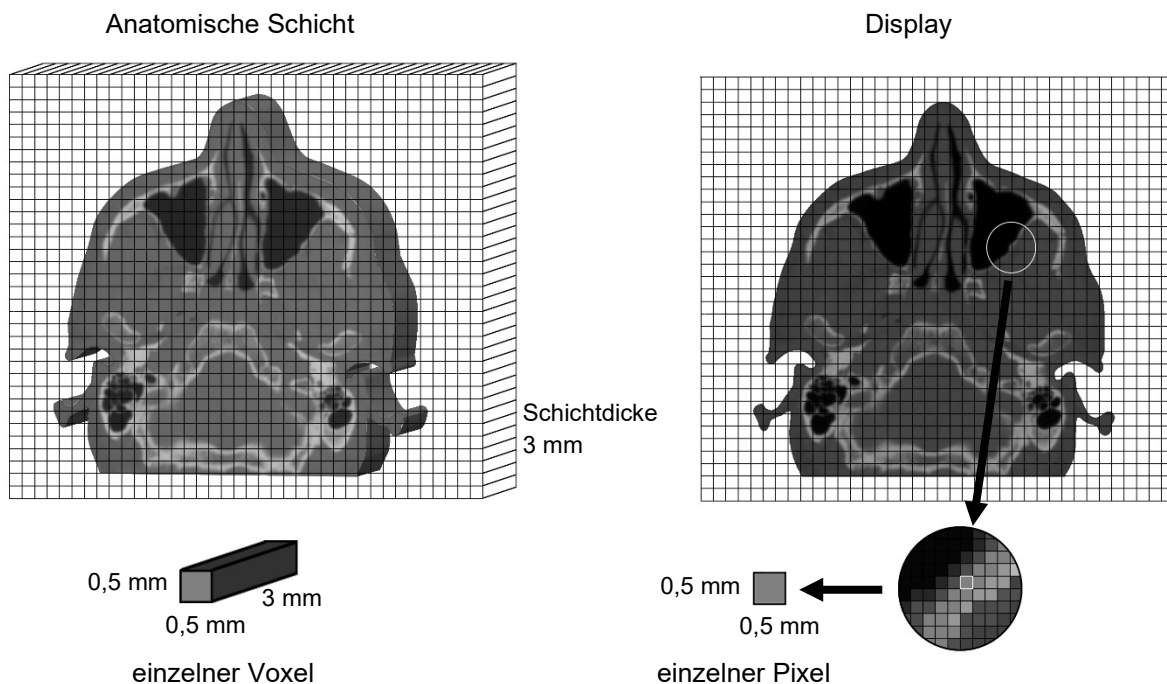 Anatomische Schicht
Display
Schichtdicke
3 mm
0,5 mm
3 mm
0,5 mm
einzelner Voxel
0,5 mm
0,5 mm
einzelner Pixel